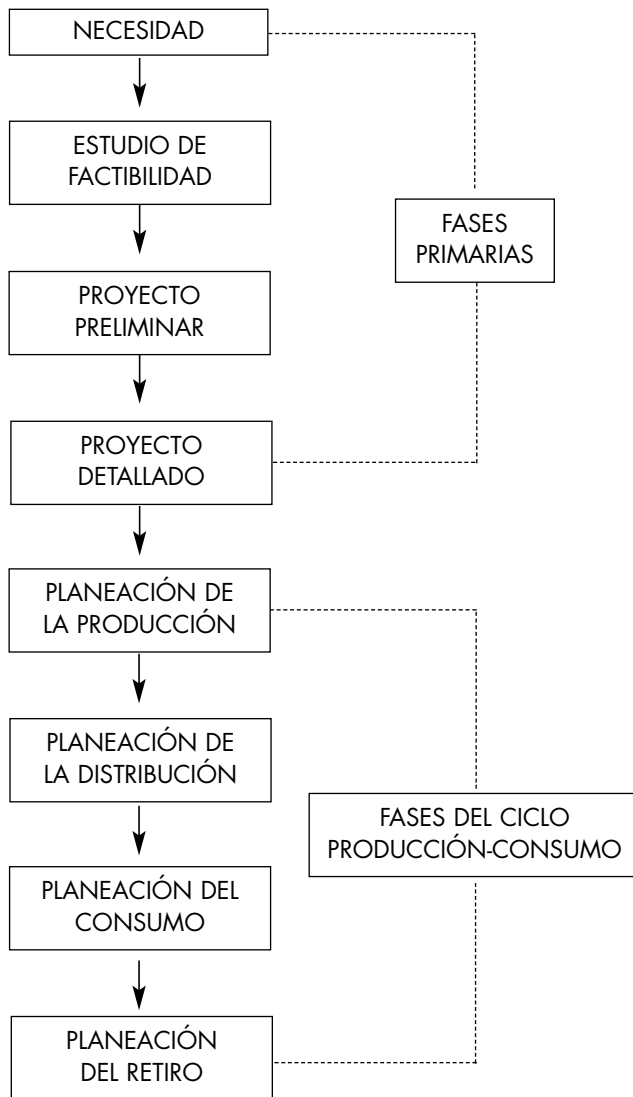 NECESIDAD
ESTUDIO DE
FACTIBILIDAD
FASES
PRIMARIAS
PROYECTO
PRELIMINAR
PROYECTO
DETALLADO
PLANEACIÓN DE
LA PRODUCCIÓN
PLANEACIÓN DE
LA DISTRIBUCIÓN
FASES DEL CICLO
PRODUCCIÓN-CONSUMO
PLANEACIÓN DEL
CONSUMO
PLANEACIÓN
DEL RETIRO